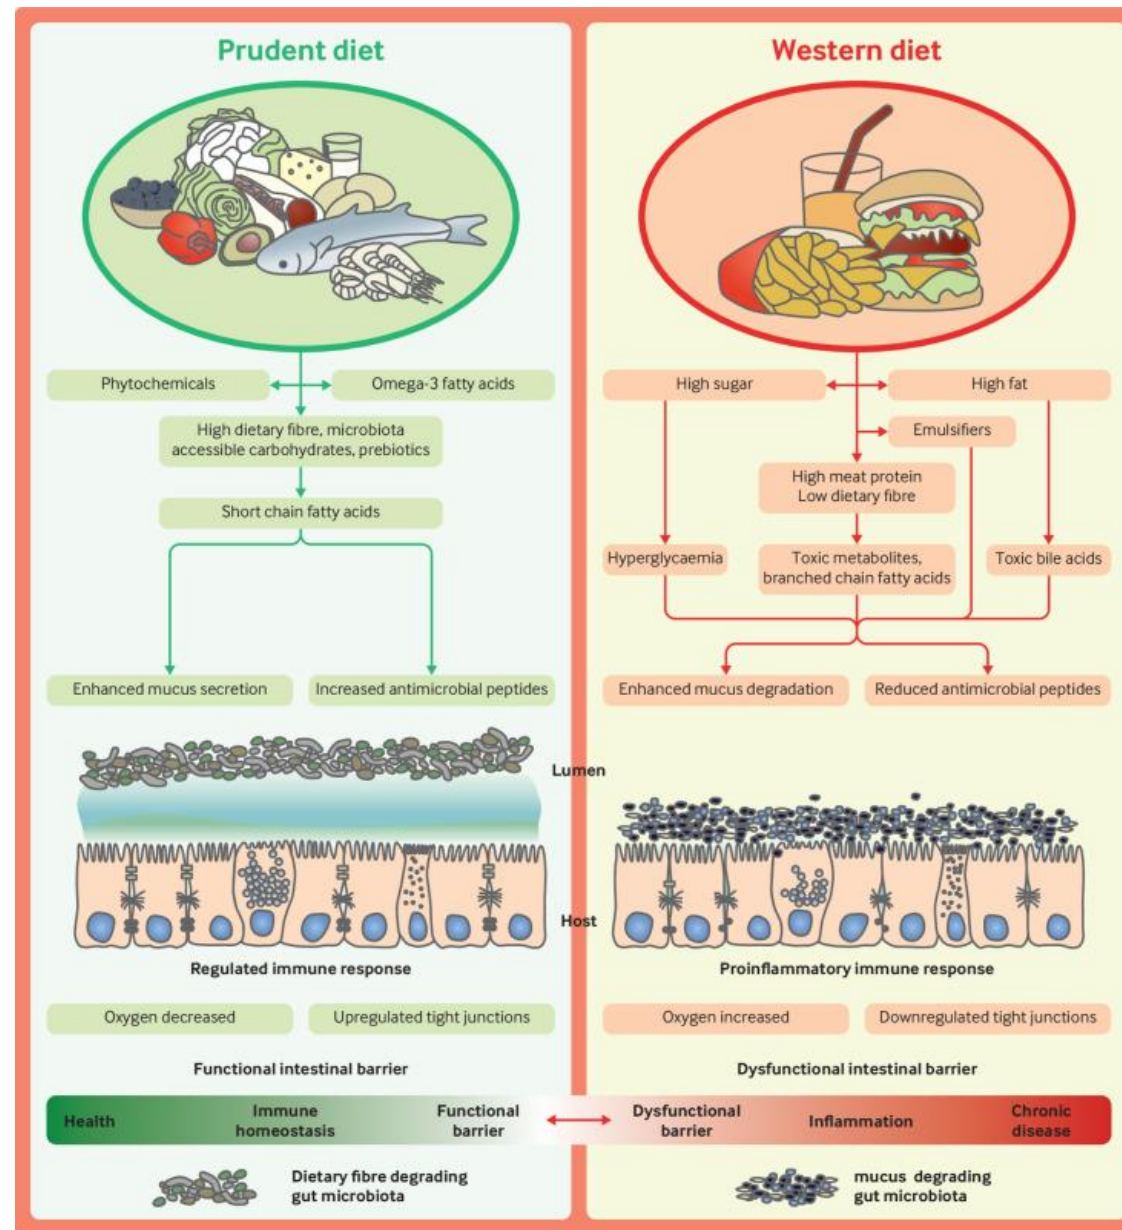 Prudent diet
Phytochemicals
Omega-3 fatty acids
High dietary fibre, microbiota
accessible carbohydrates, prebiotics
Short chain fatty acids
Enhanced mucus secretion
Increased antimicrobial peptides
Western diet
High sugar
High fat
Emulsifiers
High meat protein
Low dietary fibre
Hyperglycaemia
Toxic metabolites,
branched chain fatty acids
Toxic bile acids
Enhanced mucus degradation
Reduced antimicrobial peptides
Lumen
Host
Regulated immune response
Oxygen decreased
Upregulated tight junctions
Functional intestinal barrier
Proinflammatory immune response
Oxygen increased
Downregulated tight junctions
Dysfunctional intestinal barrier
Health
Immune
homeostasis
Functional
barrier
Dysfunctional
barrier
Inflammation
Chronic
disease
Dietary fibre degrading
gut microbiota
mucus degrading
gut microbiota